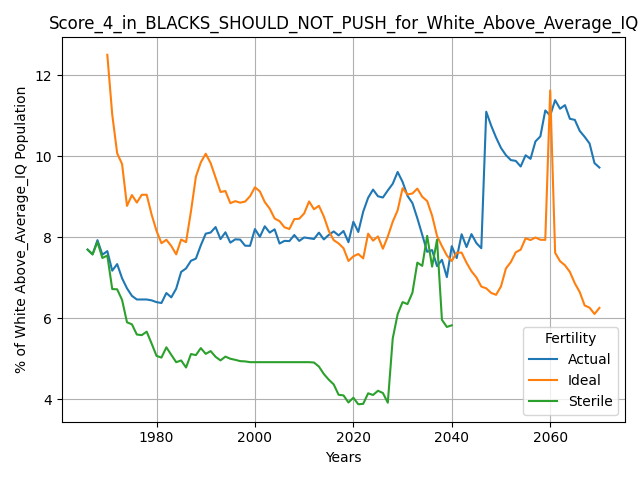 Score_4_in_BLACKS_SHOULD_NOT_PUSH_for_White_Above_Average_IQ
% of White Above_Average_IQ Population
12
10
8
6
4
1980 2000 2020 2040 2060
Years
Fertility
Actual
Ideal
Sterile